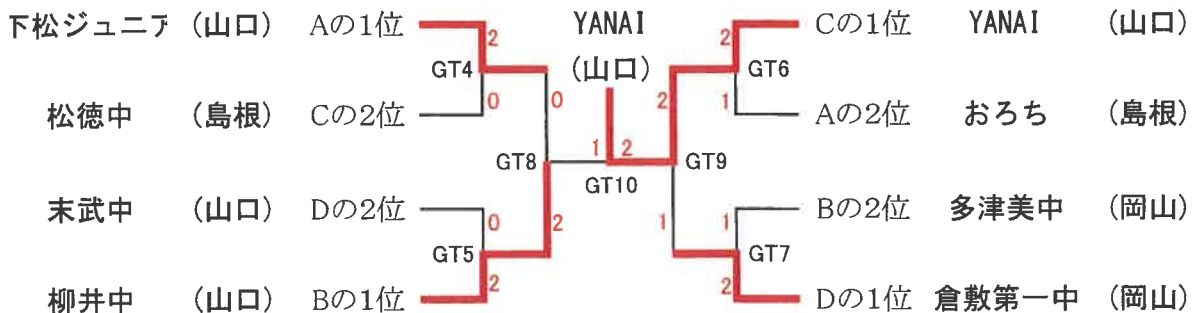 下松ジュニア (山口) Aの1位 2 YANAI 2 Cの1位 YANAI (山口)
GT4 (山口) GT6
松徳中 (島根) Cの2位 0 0 2 1 Aの2位 おろち (島根)
GT8 1 2 GT9
GT10
末武中 (山口) Dの2位 0 2 1 1 Bの2位 多津美中 (岡山)
GT5 GT7
柳井中 (山口) Bの1位 2 2 Dの1位 倉敷第一中 (岡山)